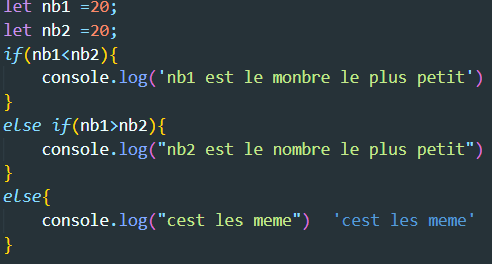 let nb1 =20;
let nb2 =20;
if(nb1<nb2){
    console.log('nb1 est le monbre le plus petit')
}
else if(nb1>nb2){
    console.log("nb2 est le nombre le plus petit")
}
else{
    console.log("cest les meme")  'cest les meme'
}